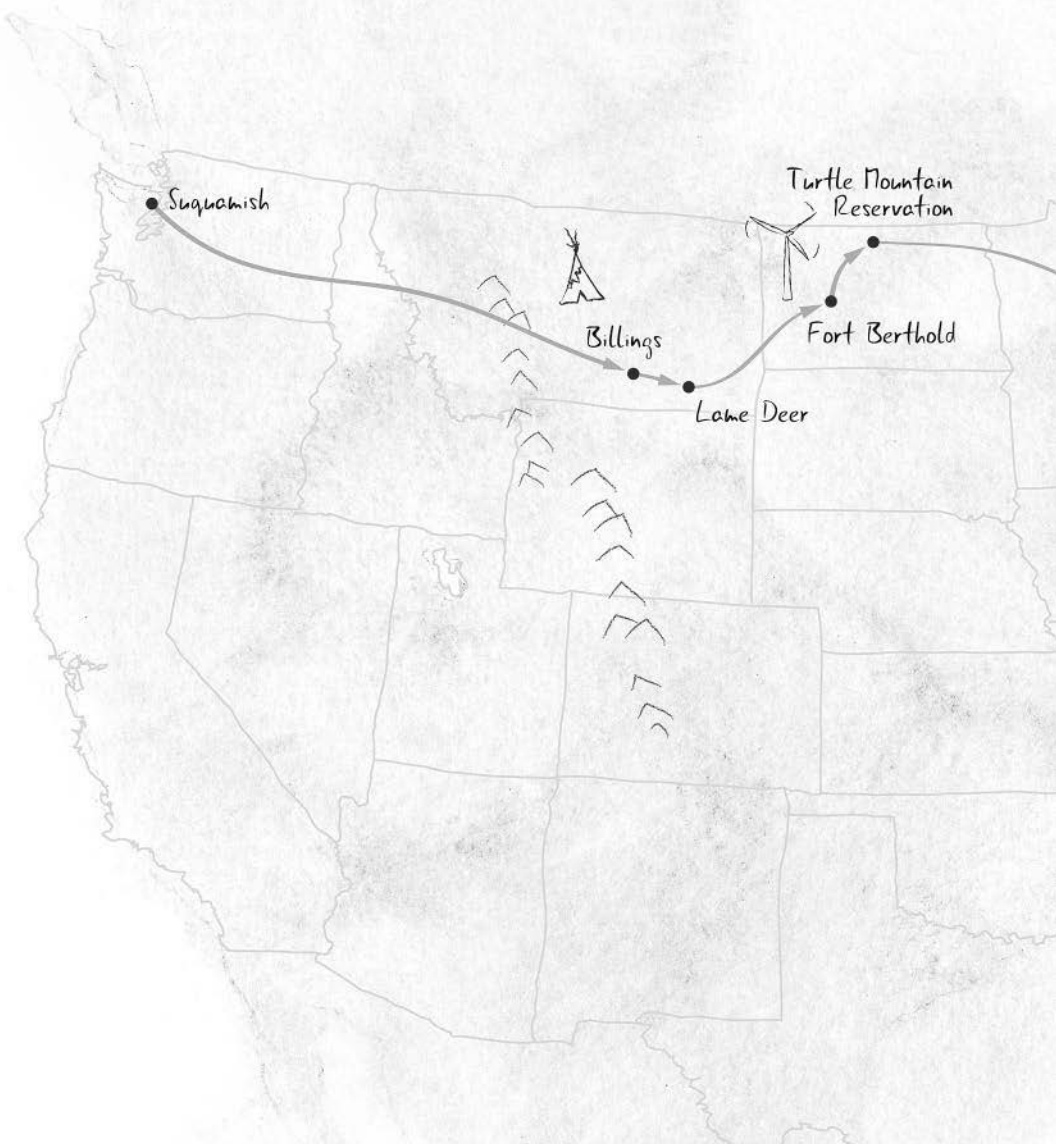 Turtle Mountain
Reservation
Suquamish
Billings
Fort Berthold
Lame Deer